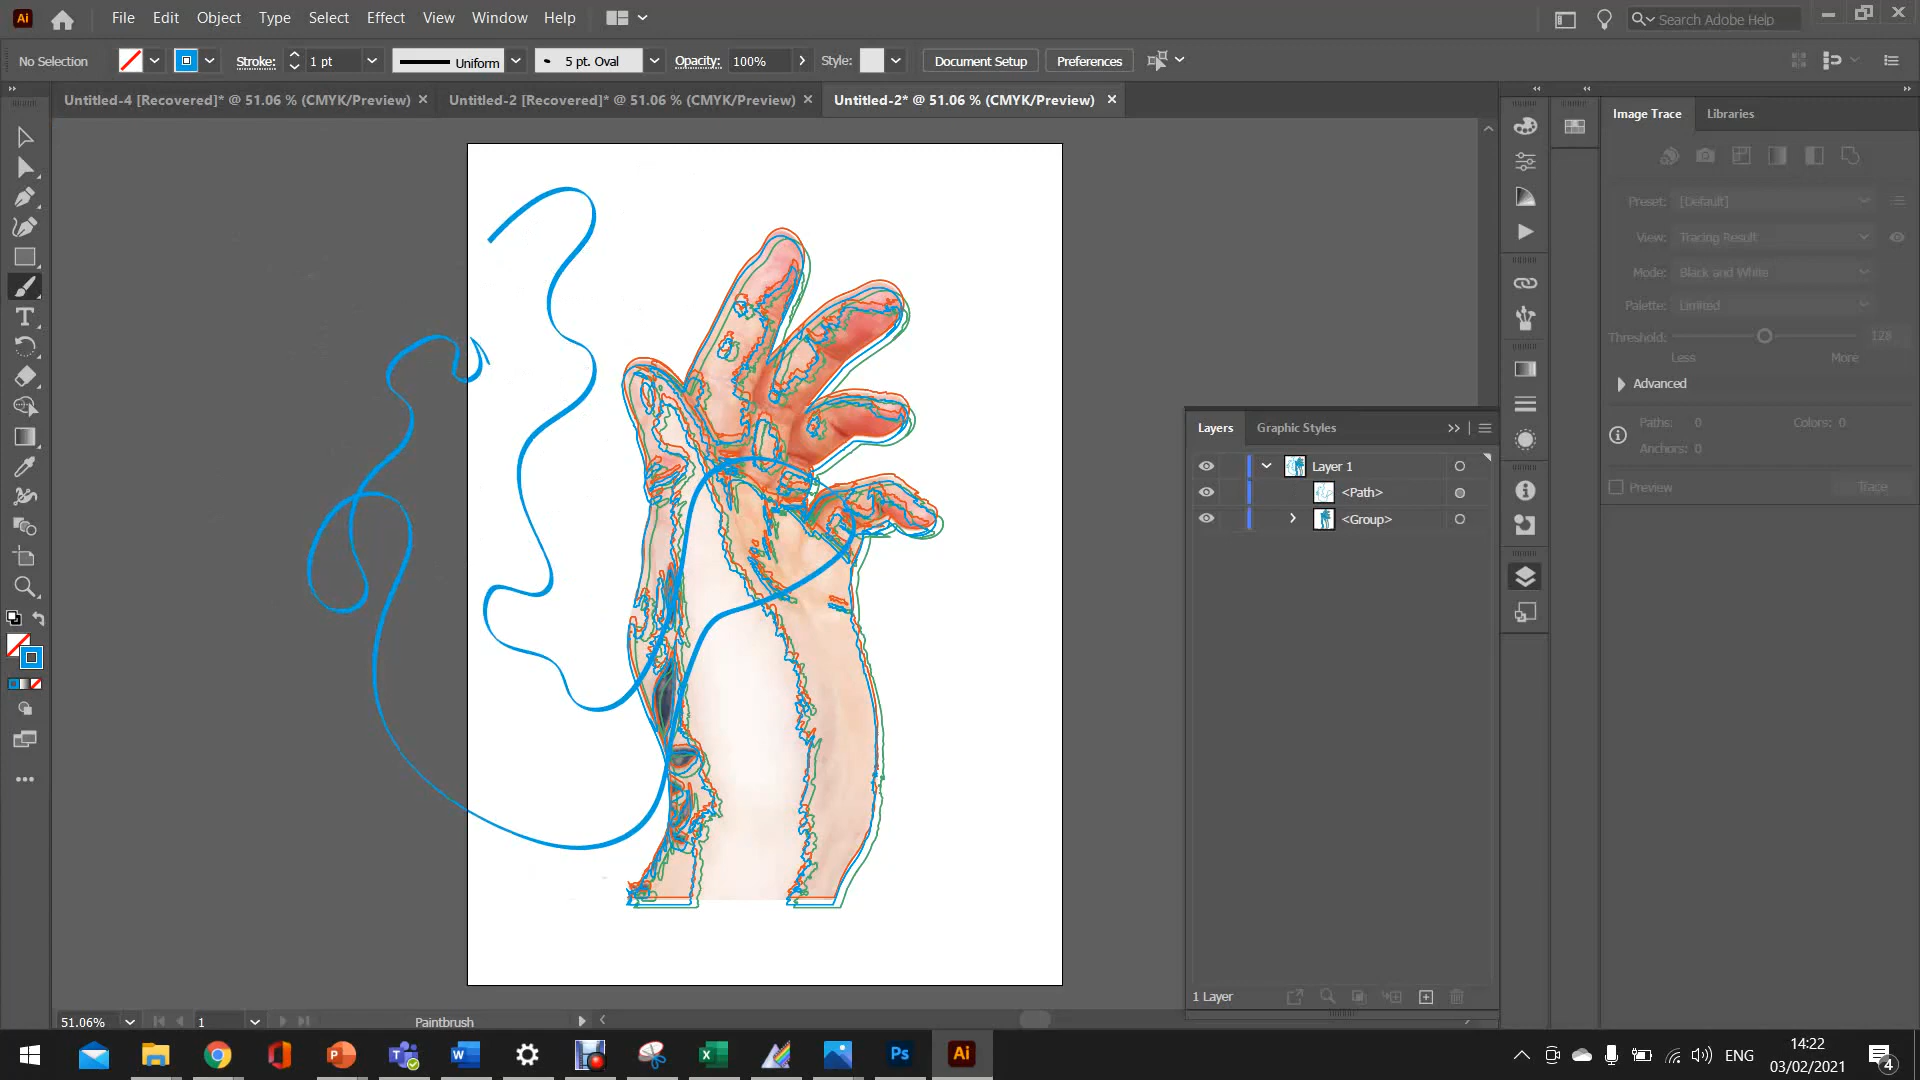 Ai File Edit Object Type Select Effect View Window Help Search Adobe Help
No Selection Stroke: 1 pt Uniform 5 pt. Oval Opacity: 100% Style: Document Setup Preferences
Untitled-4 [Recovered]* @ 51.06 % (CMYK/Preview) Untitled-2 [Recovered]* @ 51.06 % (CMYK/Preview) Untitled-2* @ 51.06 % (CMYK/Preview)
Image Trace Libraries
Preset: [Default]
View: Tracing Result
Mode: Black and White
Palette: Limited
Threshold: 128
Less More
Advanced
Paths: 0 Colors: 0
Anchors: 0
Preview Trace
Layers Graphic Styles
Layer 1
<Path>
<Group>
1 Layer
51.06% 1 Paintbrush
ENG 14:22
03/02/2021
4
Ps Ai